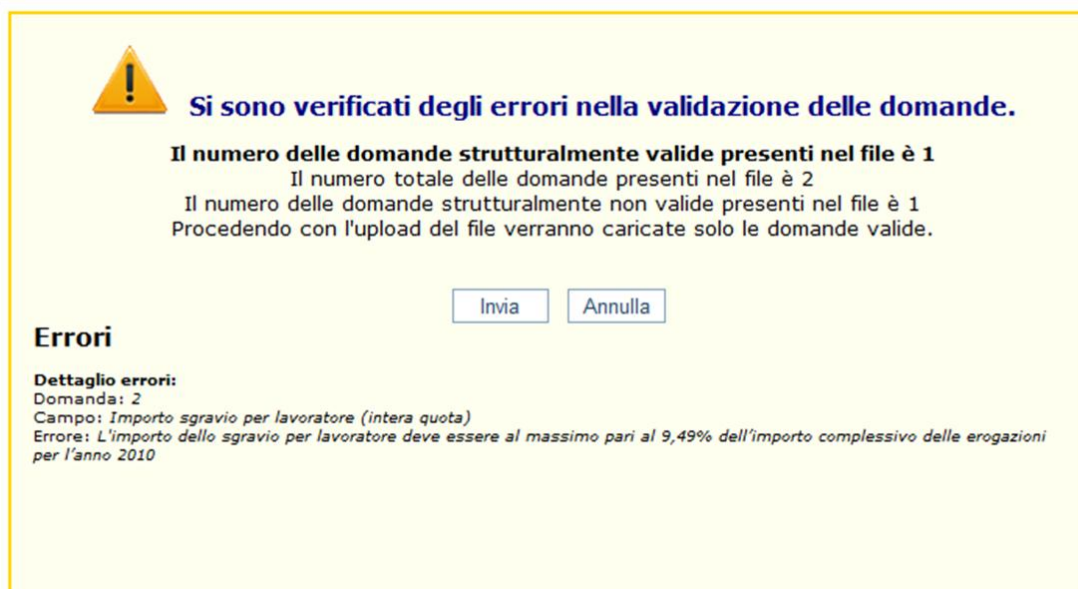 Si sono verificati degli errori nella validazione delle domande.
Il numero delle domande strutturalmente valide presenti nel file è 1
Il numero totale delle domande presenti nel file è 2
Il numero delle domande strutturalmente non valide presenti nel file è 1
Procedendo con l'upload del file verranno caricate solo le domande valide.
Invia Annulla
Errori
Dettaglio errori:
Domanda: 2
Campo: Importo sgravio per lavoratore (intera quota)
Errore: L'importo dello sgravio per lavoratore deve essere al massimo pari al 9,49% dell’importo complessivo delle erogazioni
per l’anno 2010